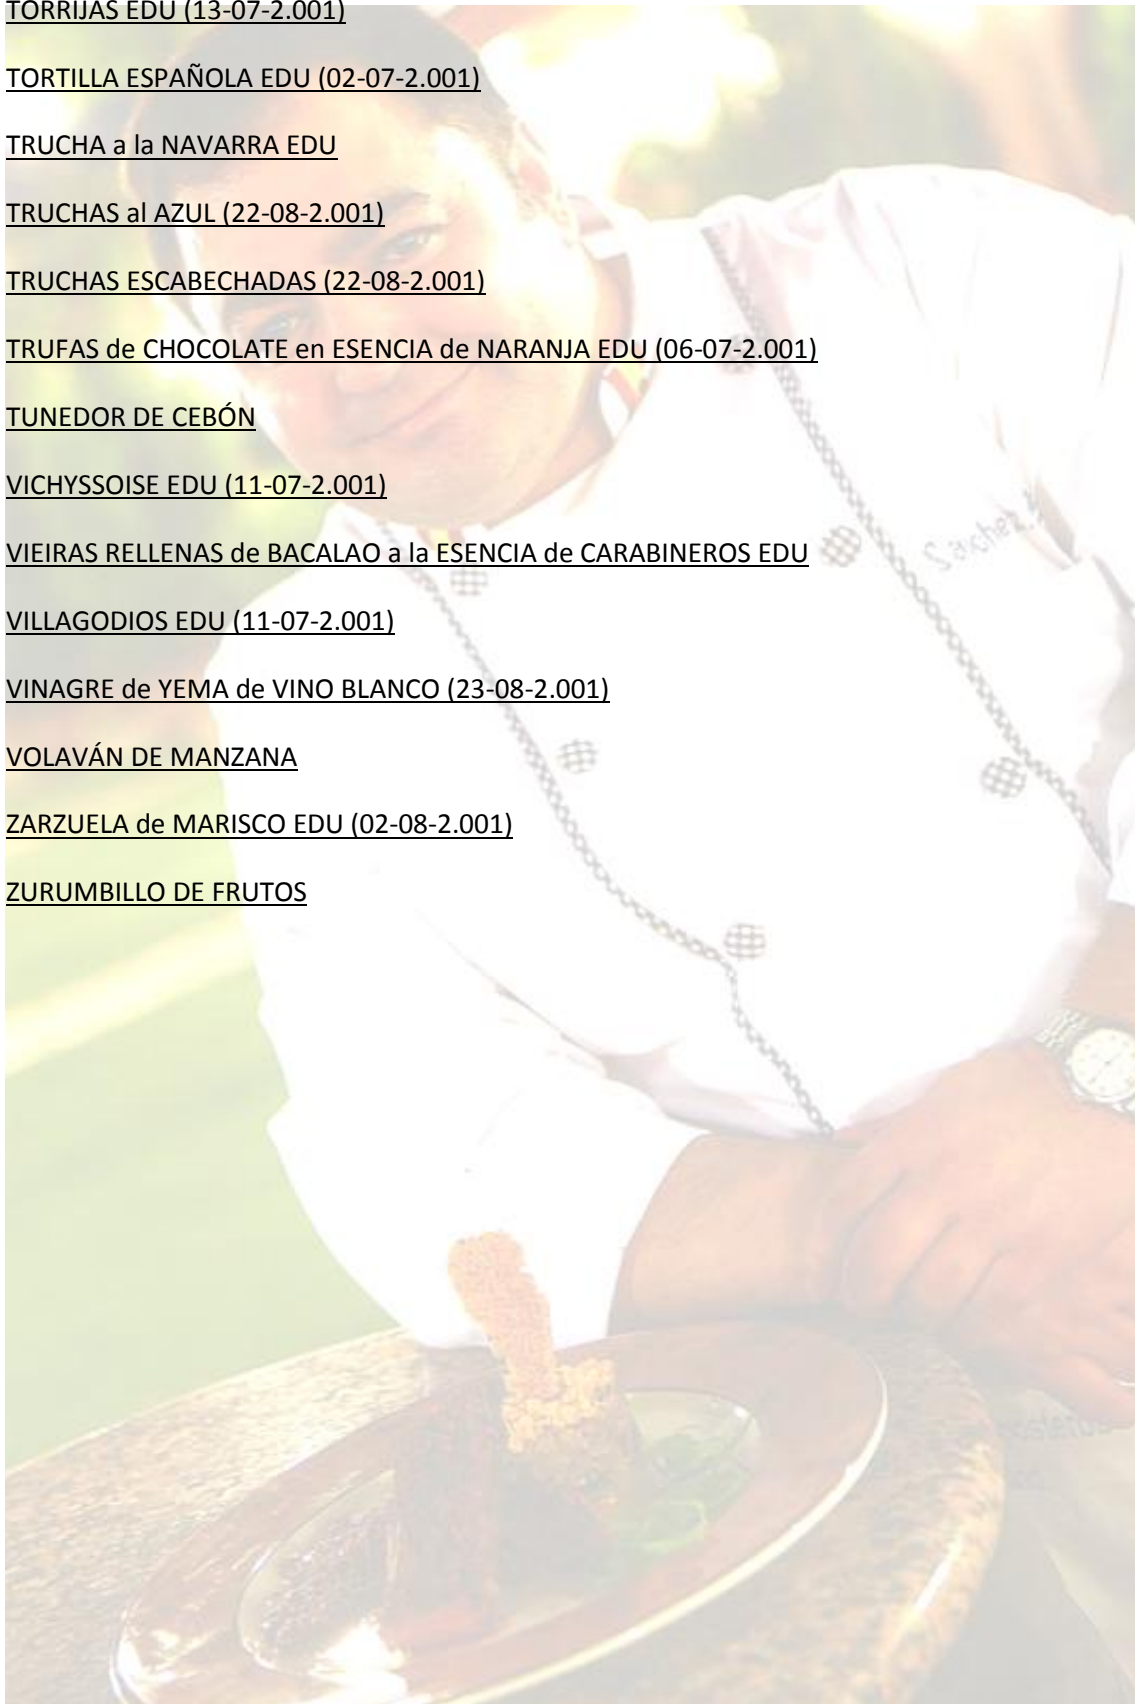 TORRIJAS EDU (13-07-2.001)
TORTILLA ESPAÑOLA EDU (02-07-2.001)
TRUCHA a la NAVARRA EDU
TRUCHAS al AZUL (22-08-2.001)
TRUCHAS ESCABECHADAS (22-08-2.001)
TRUFAS de CHOCOLATE en ESENCIA de NARANJA EDU (06-07-2.001)
TUNEDOR DE CEBÓN
VICHYSSOISE EDU (11-07-2.001)
VIEIRAS RELLENAS de BACALAO a la ESENCIA de CARABINEROS EDU
VILLAGODIOS EDU (11-07-2.001)
VINAGRE de YEMA de VINO BLANCO (23-08-2.001)
VOLAVÁN DE MANZANA
ZARZUELA de MARISCO EDU (02-08-2.001)
ZURUMBILLO DE FRUTOS